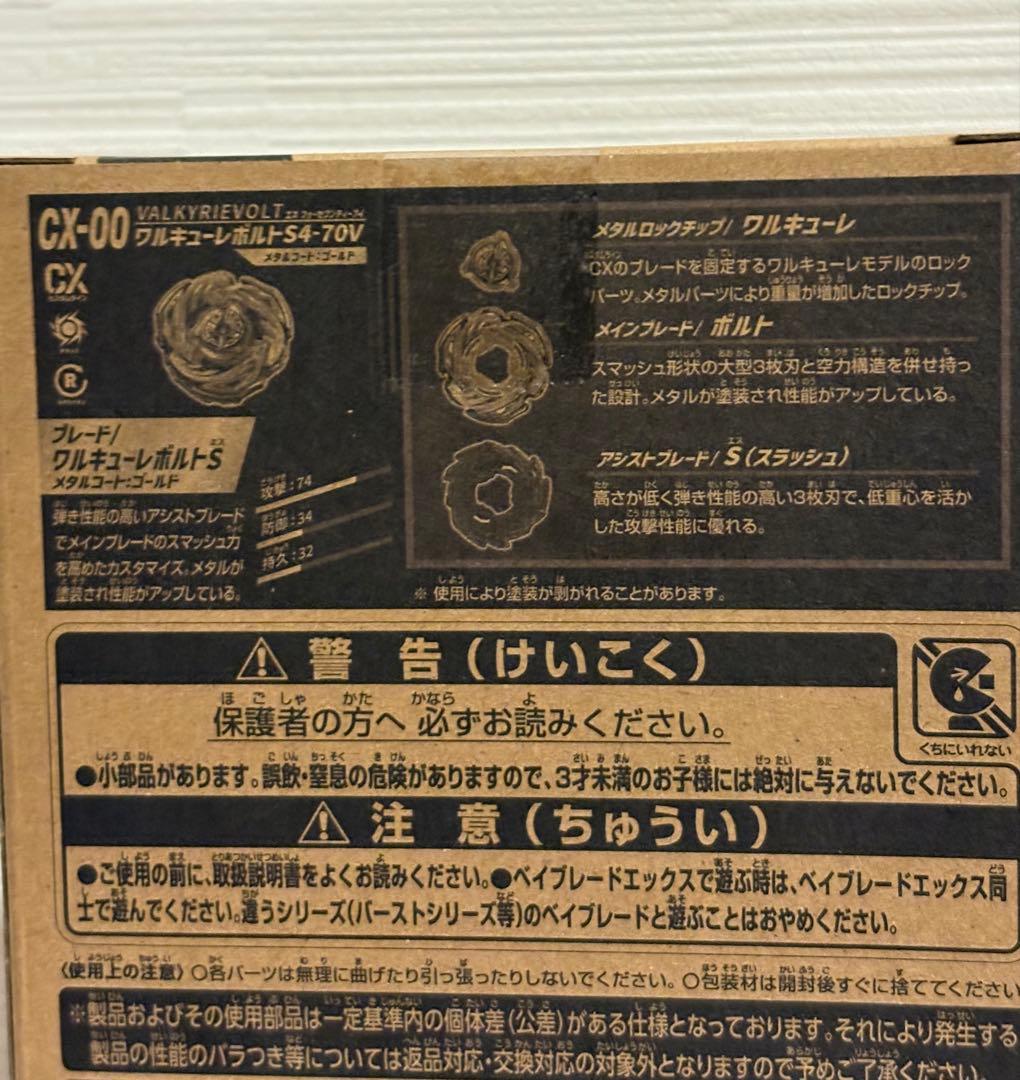 CX-00
VALKYRIEVOLT
ワルキューレボルトS4-70V
メタルコート:ゴールド
CX
R
ブレード/
ワルキューレボルトS
メタルコート:ゴールド
弾き性能の高いアシストブレード
でメインブレードのスマッシュ力
を高めたカスタマイズ。メタルが
塗装され性能がアップしている。
攻撃:74
防御:34
持久:32
メタルロックチップ/ ワルキューレ
CXのブレードを固定するワルキューレモデルのロック
パーツ。メタルパーツにより重量が増加したロックチップ。
メインブレード/ ボルト
スマッシュ形状の大型3枚刃と空力構造を併せ持っ
た設計。メタルが塗装され性能がアップしている。
アシストブレード/ S(スラッシュ)
高さが低く弾き性能の高い3枚刃で、低重心を活か
した攻撃性能に優れる。
※ 使用により塗装が剥がれることがあります。
警 告(けいこく)
保護者の方へ 必ずお読みください。
くちにいれない
●小部品があります。誤飲・窒息の危険がありますので、3才未満のお子様には絶対に与えないでください。
注 意(ちゅうい)
●ご使用の前に、取扱説明書をよくお読みください。●ベイブレードエックスで遊ぶ時は、ベイブレードエックス同
士で遊んでください。違うシリーズ(バーストシリーズ等)のベイブレードと遊ぶことはおやめください。
〈使用上の注意〉○各パーツは無理に曲げたり引っ張ったりしないでください。○包装材は開封後すぐに捨ててください
※製品およびその使用部品は一定基準内の個体差(公差)がある仕様となっております。それにより発生する
製品の性能のバラつき等については返品対応・交換対応の対象外となりますので予めご了承ください。